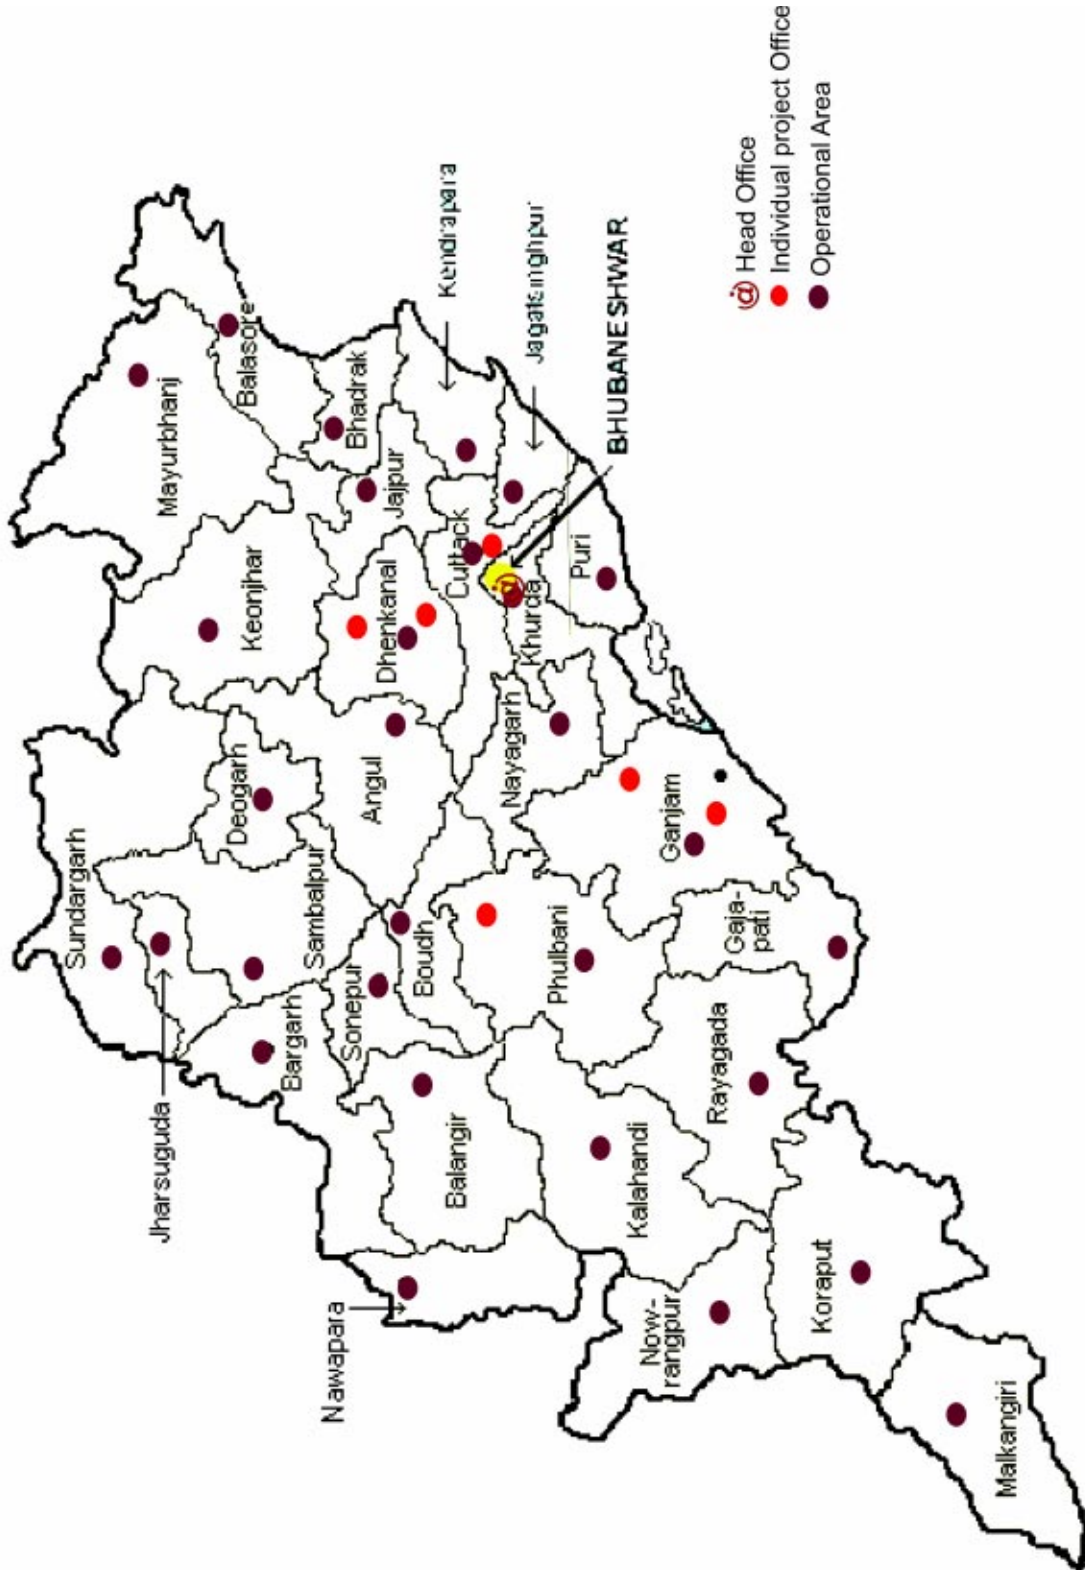 Sundargarh
Mayurbhanj
Jharsuguda
Deogarh
Keonjhar
Balasore
Bargarh
Sambalpur
Bhadrak
Sonepur
Angul
Dhenkanal
Jajpur
Kendrapara
Nawapara
Balangir
Boudh
Cuttack
Jagatsinghpur
Nayagarh
Khurda
Puri
BHUBANESHWAR
Phulbani
Kalahandi
Ganjam
Now-
rangpur
Rayagada
Gaja-
pati
Koraput
Malkangiri
@ Head Office
Individual project Office
Operational Area